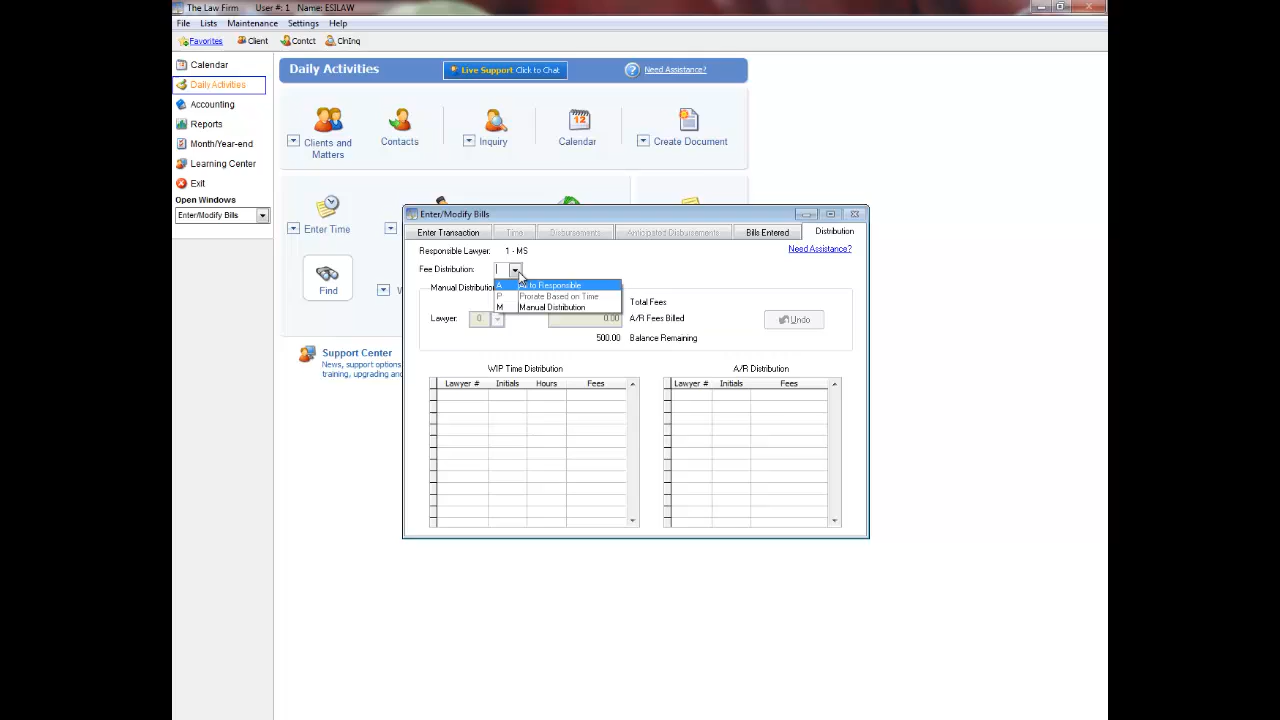 The Law Firm User #: 1 Name: ESILAW
File Lists Maintenance Settings Help
Favorites Client Contct ClnInq
Calendar
Daily Activities
Accounting
Reports
Month/Year-end
Learning Center
Exit
Open Windows
Enter/Modify Bills
Daily Activities
Live Support Click to Chat
Need Assistance?
Clients and
Matters
Contacts
Inquiry
Calendar
12
Create Document
Enter Time
Find
Support Center
News, support options
training, upgrading and
Enter/Modify Bills
Enter Transaction Time Disbursements Anticipated Disbursements Bills Entered Distribution
Responsible Lawyer: 1 - MS
Need Assistance?
Fee Distribution:
A to Responsible
P Prorate Based on Time
M Manual Distribution
Manual Distribution
Total Fees
Lawyer: 0
0.00 A/R Fees Billed
Undo
500.00 Balance Remaining
WIP Time Distribution
Lawyer # Initials Hours Fees
A/R Distribution
Lawyer # Initials Fees